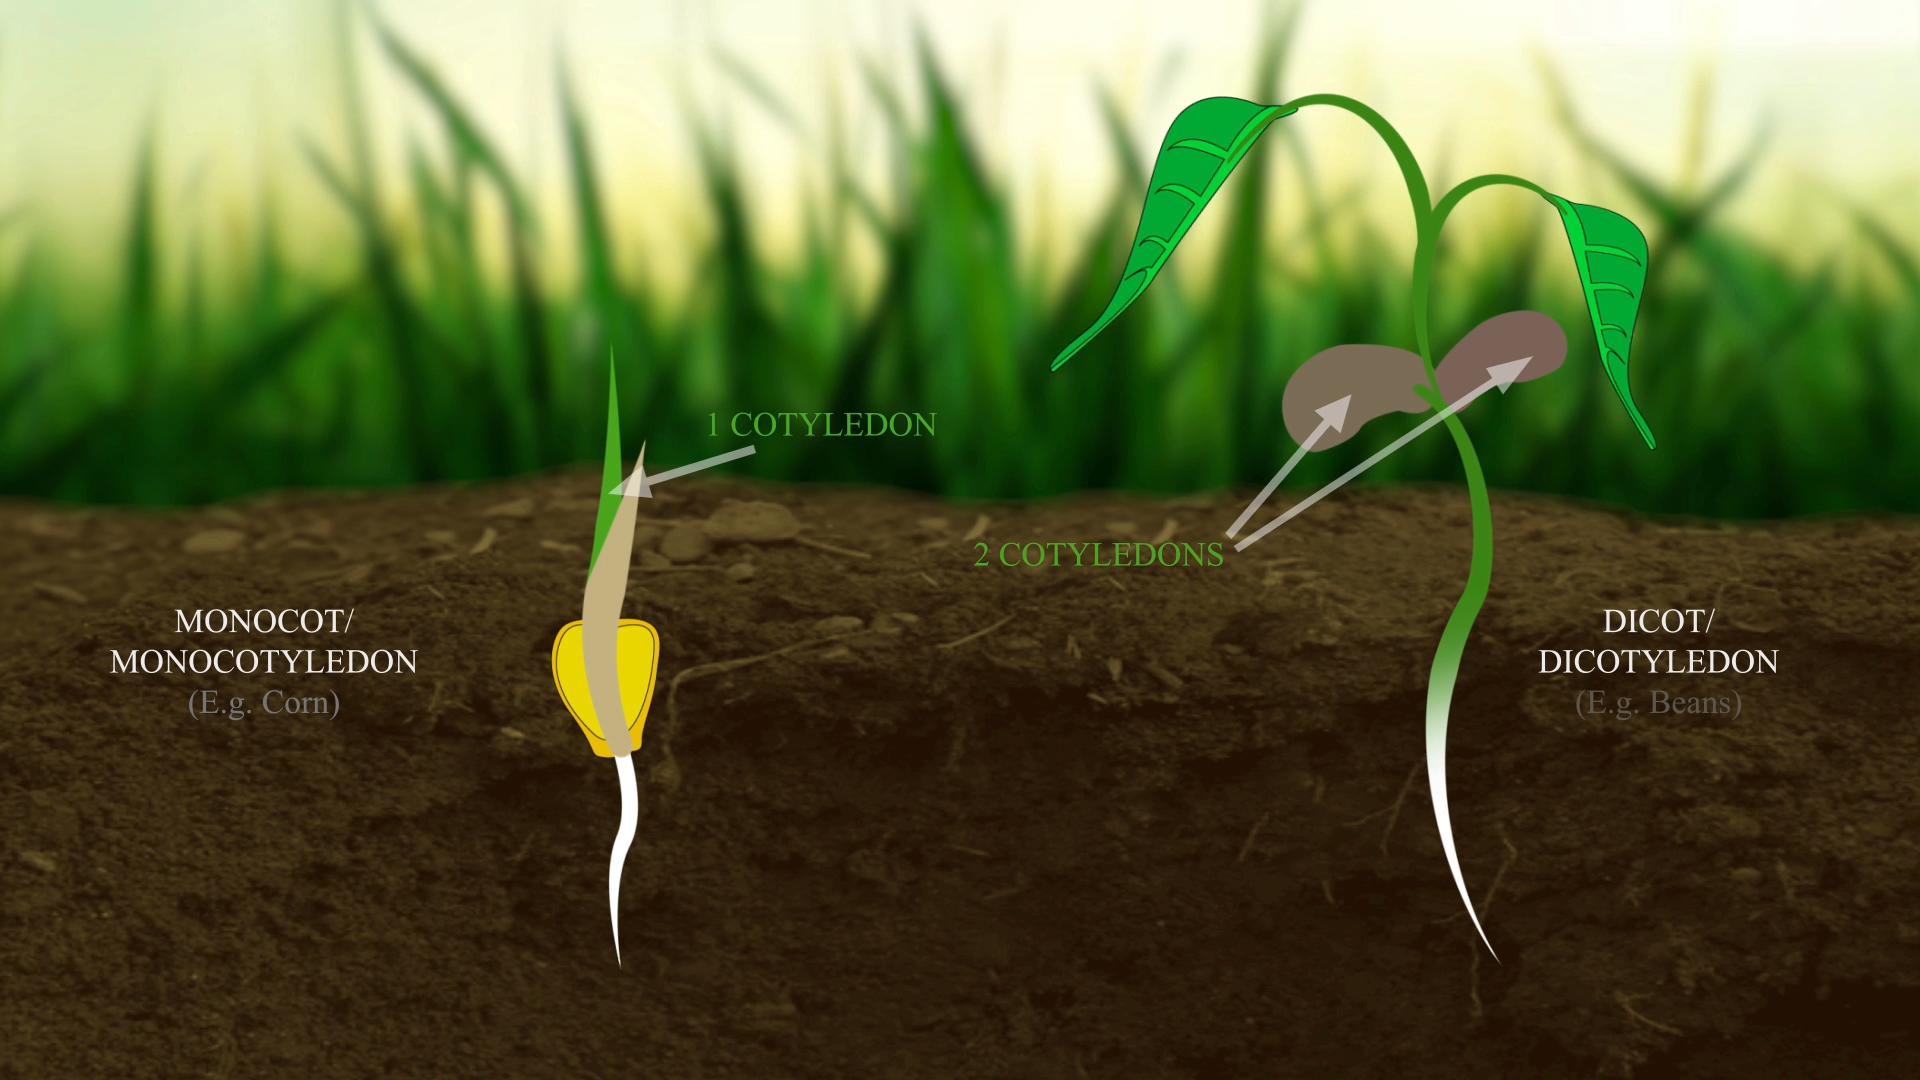 1 COTYLEDON
2 COTYLEDONS
MONOCOT/
MONOCOTYLEDON
(E.g. Corn)
DICOT/
DICOTYLEDON
(E.g. Beans)